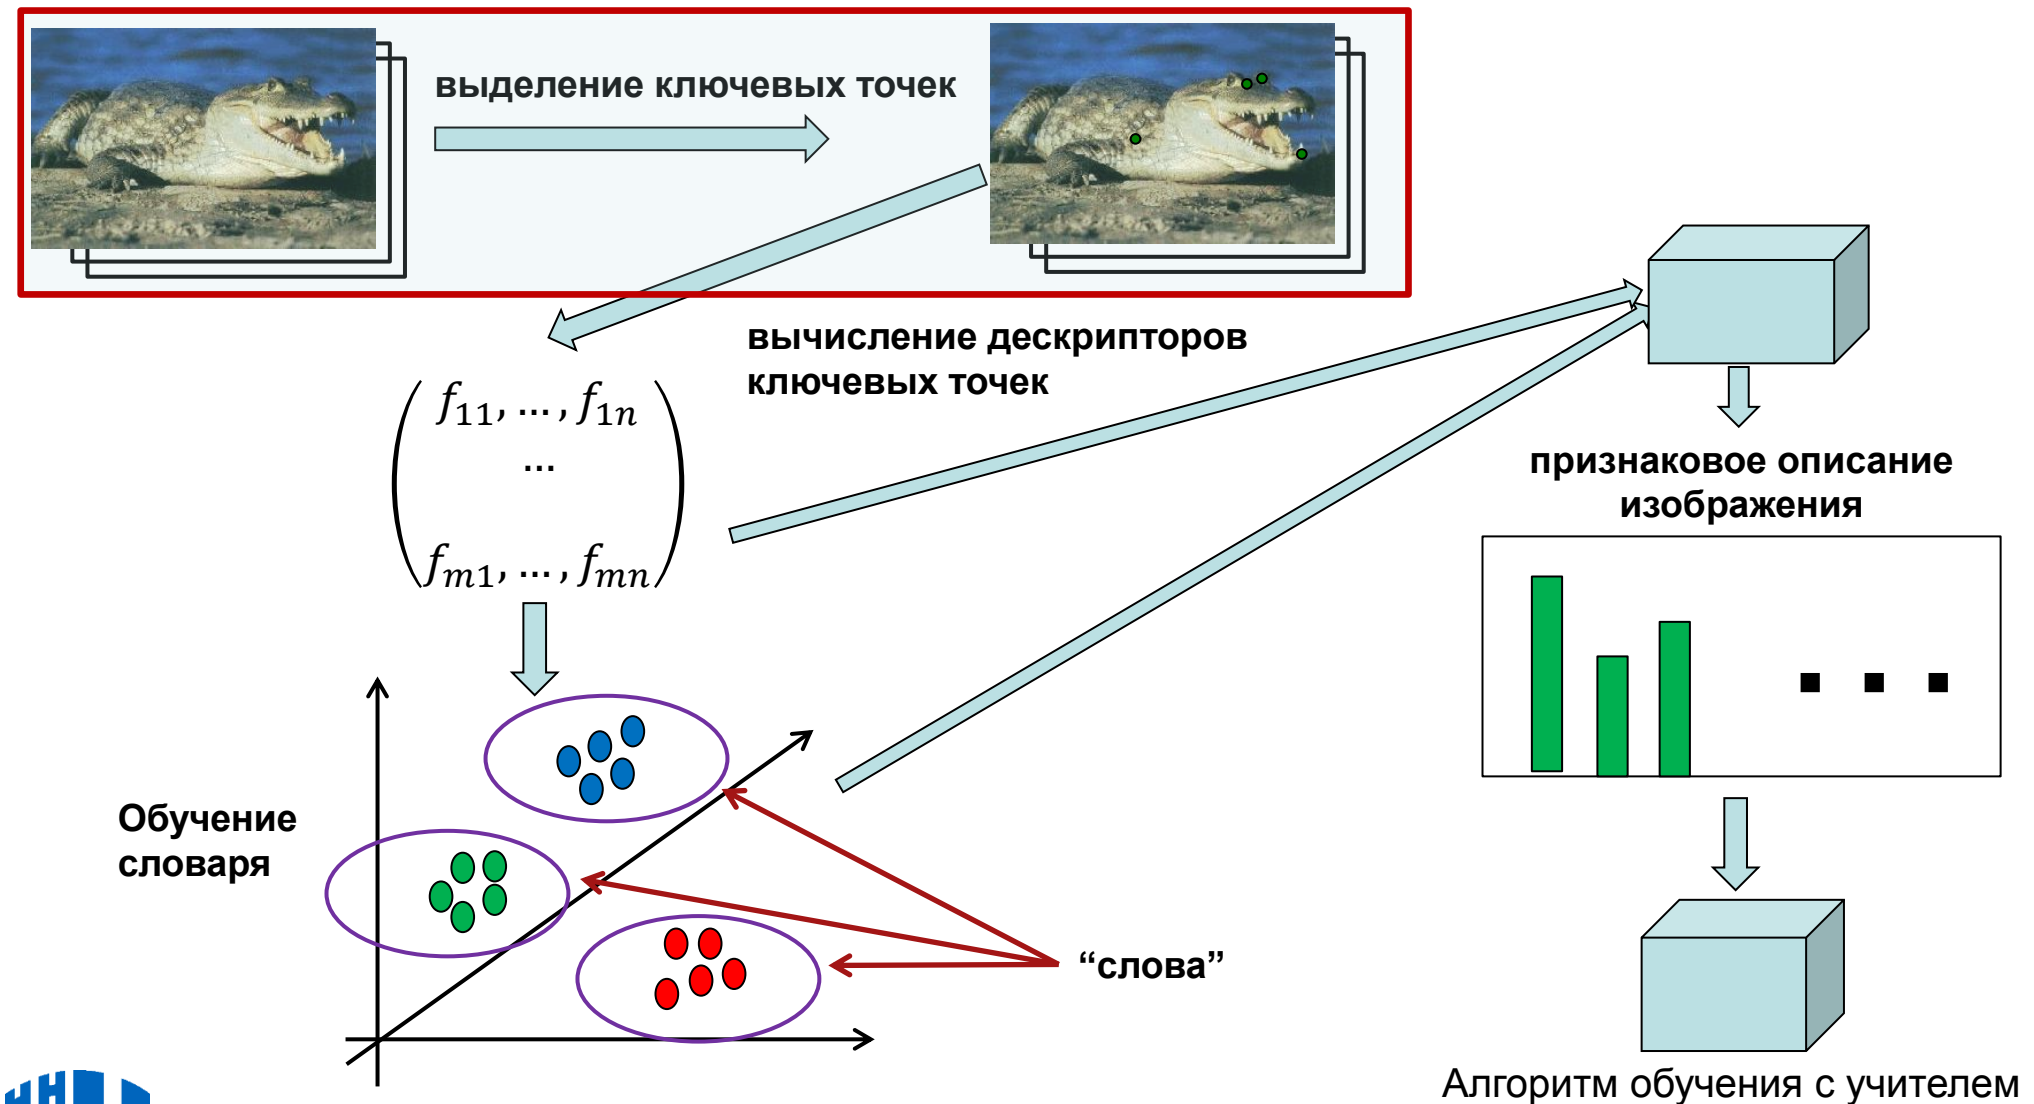 выделение ключевых точек
вычисление дескрипторов
ключевых точек
f11, ... , f1n
...
fm1, ... , fmn
признаковое описание
изображения
Обучение
словаря
“слова”
Алгоритм обучения с учителем